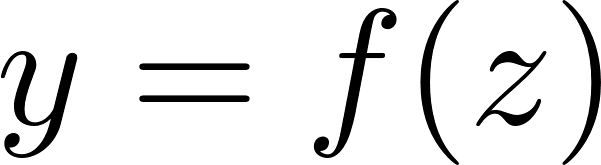 y = f(z)